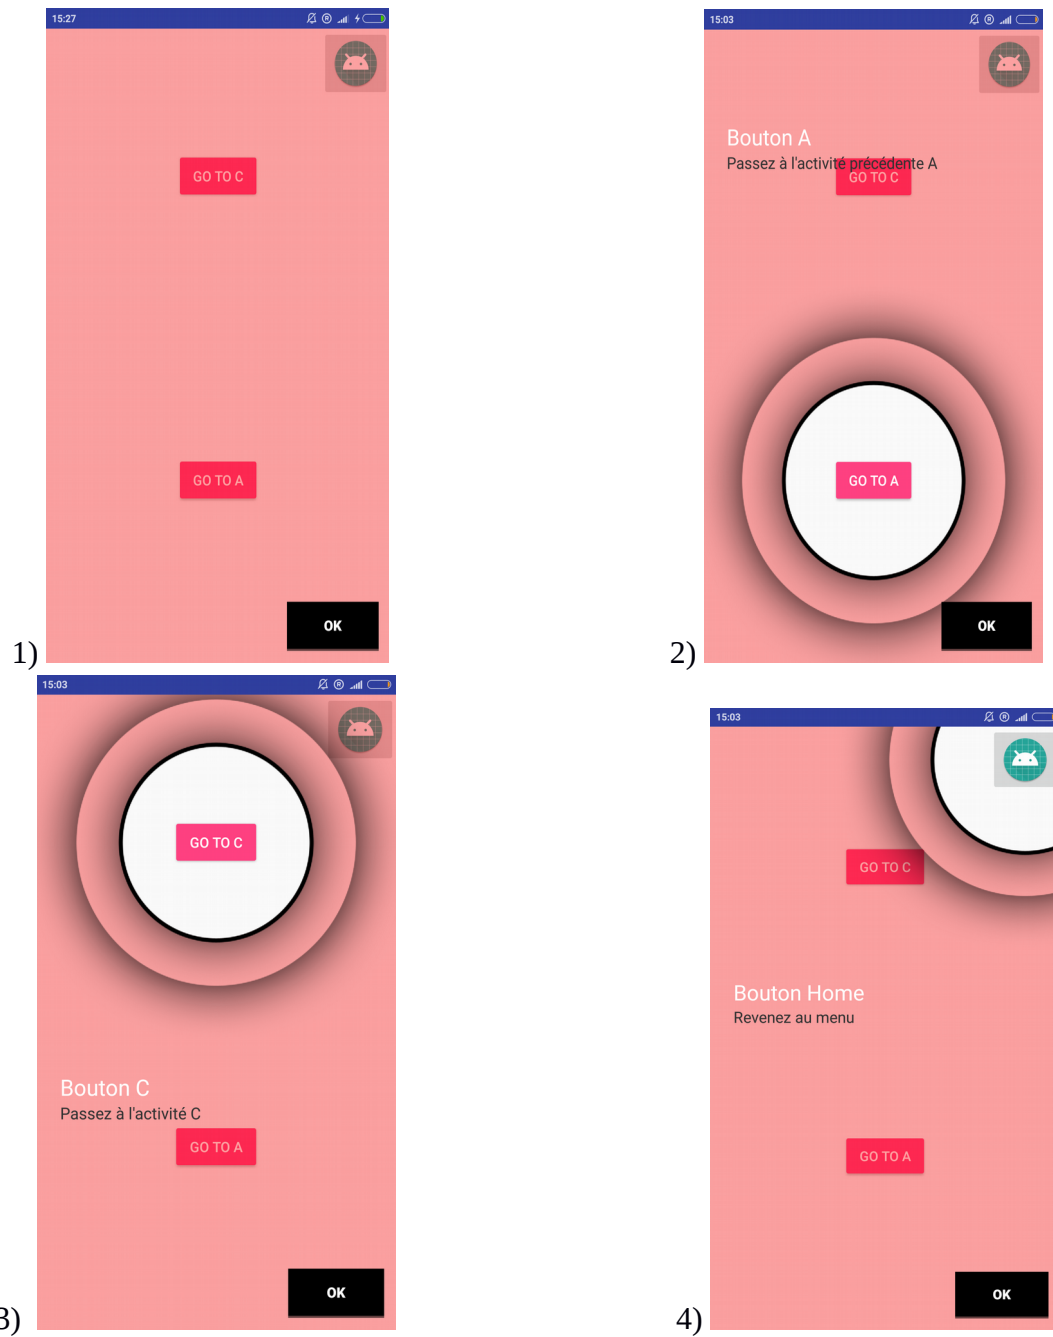 15:27
GO TO C
GO TO A
OK
1)
15:03
Bouton A
Passez à l'activité précédente A
GO TO C
GO TO A
OK
2)
15:03
GO TO C
Bouton C
Passez à l'activité C
GO TO A
OK
3)
15:03
GO TO C
Bouton Home
Revenez au menu
GO TO A
OK
4)